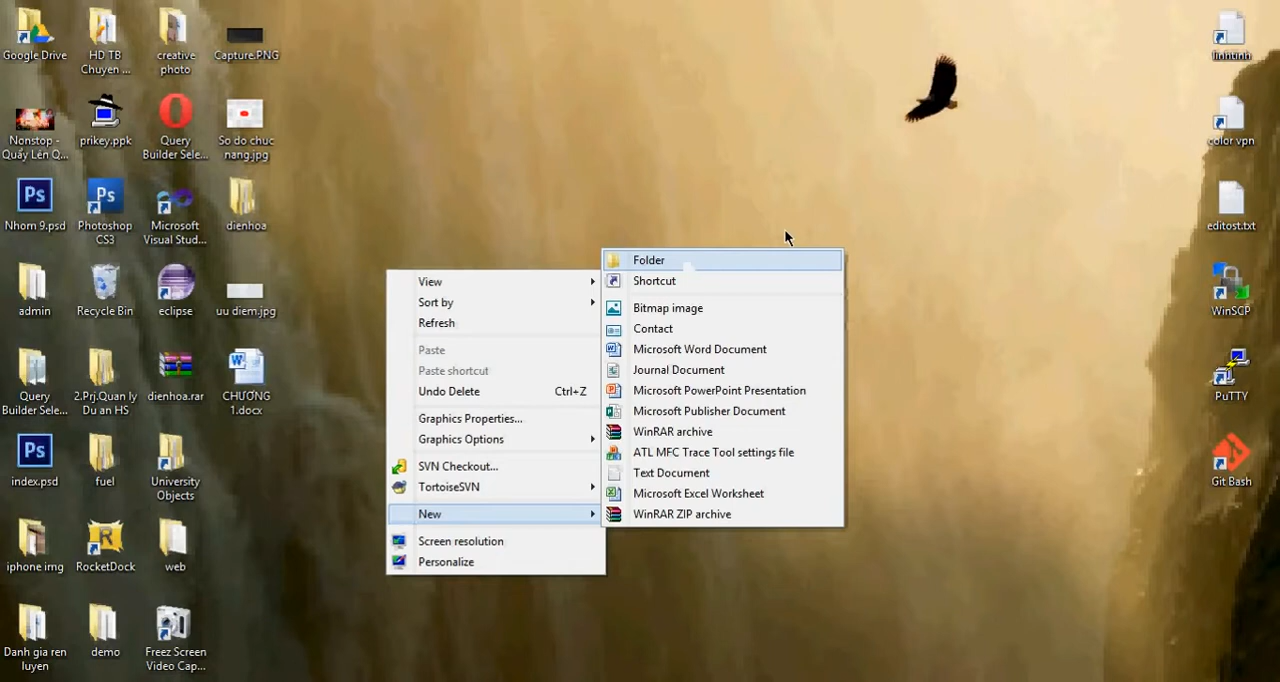 Google Drive
HD TB
Chuyen ...
creative
photo
Capture.PNG
liontinh
Nonstop -
Quẩy Lên Q...
prikey.ppk
Query
Builder Sele...
So do chuc
nang.jpg
color vpn
Nhom 9.psd
Photoshop
CS3
Microsoft
Visual Stud...
dienhoa
editost.txt
admin
Recycle Bin
eclipse
uu diem.jpg
WinSCP
Query
Builder Sele...
2.Prj.Quan ly
Du an HS
dienhoa.rar
CHƯƠNG
1.docx
PuTTY
index.psd
fuel
University
Objects
Git Bash
iphone img
RocketDock
web
Danh gia ren
luyen
demo
Freez Screen
Video Cap...
View
Sort by
Refresh
Paste
Paste shortcut
Undo Delete Ctrl+Z
Graphics Properties...
Graphics Options
SVN Checkout...
TortoiseSVN
New
Screen resolution
Personalize
Folder
Shortcut
Bitmap image
Contact
Microsoft Word Document
Journal Document
Microsoft PowerPoint Presentation
Microsoft Publisher Document
WinRAR archive
ATL MFC Trace Tool settings file
Text Document
Microsoft Excel Worksheet
WinRAR ZIP archive